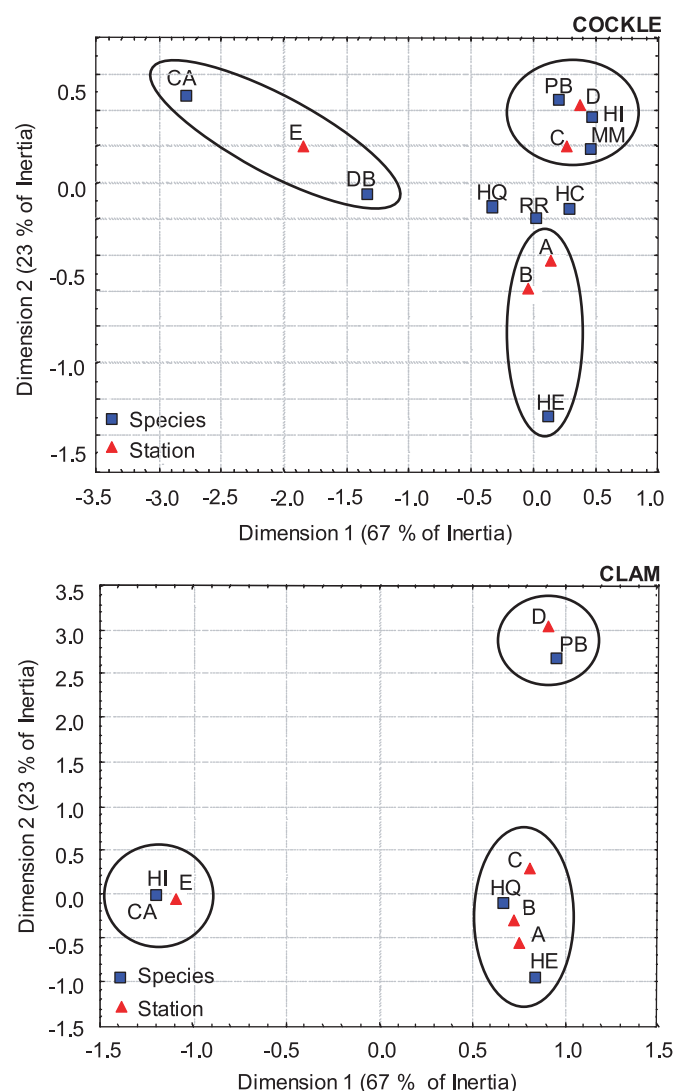 COCKLE
Dimension 2 (23 % of Inertia)
0.5
0.0
-0.5
-1.0
-1.5
CA
E
DB
PB
D
HI
C
MM
HQ
RR
HC
A
B
HE
Species
Station
-3.5 -3.0 -2.5 -2.0 -1.5 -1.0 -0.5 0.0 0.5 1.0
Dimension 1 (67 % of Inertia)
CLAM
Dimension 2 (23 % of Inertia)
3.5
3.0
2.5
2.0
1.5
1.0
0.5
0.0
-0.5
-1.0
-1.5
D
PB
HI
E
CA
C
HQ
B
A
HE
Species
Station
-1.5 -1.0 -0.5 0.0 0.5 1.0 1.5
Dimension 1 (67 % of Inertia)